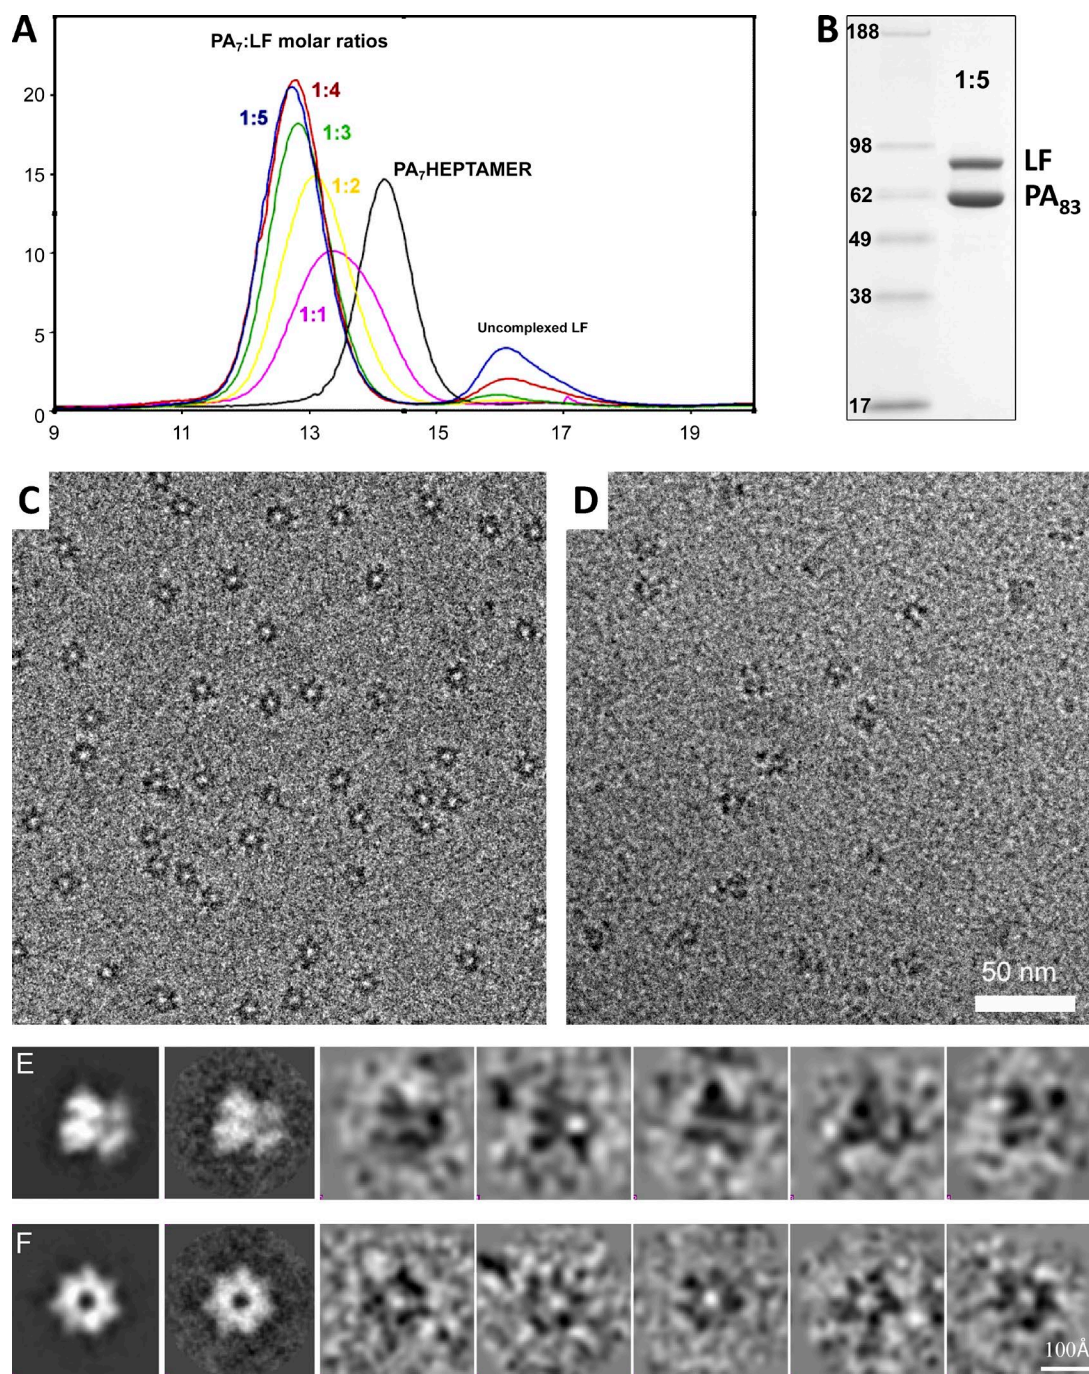 A
PA₇:LF molar ratios
1:4
1:5
1:3
1:2
PA₇HEPTAMER
1:1
Uncomplexed LF
20
15
10
5
0
9 11 13 15 17 19
B
188
1:5
98
LF
62
PA₈₃
49
38
17
C
D
50 nm
E
F
100Å